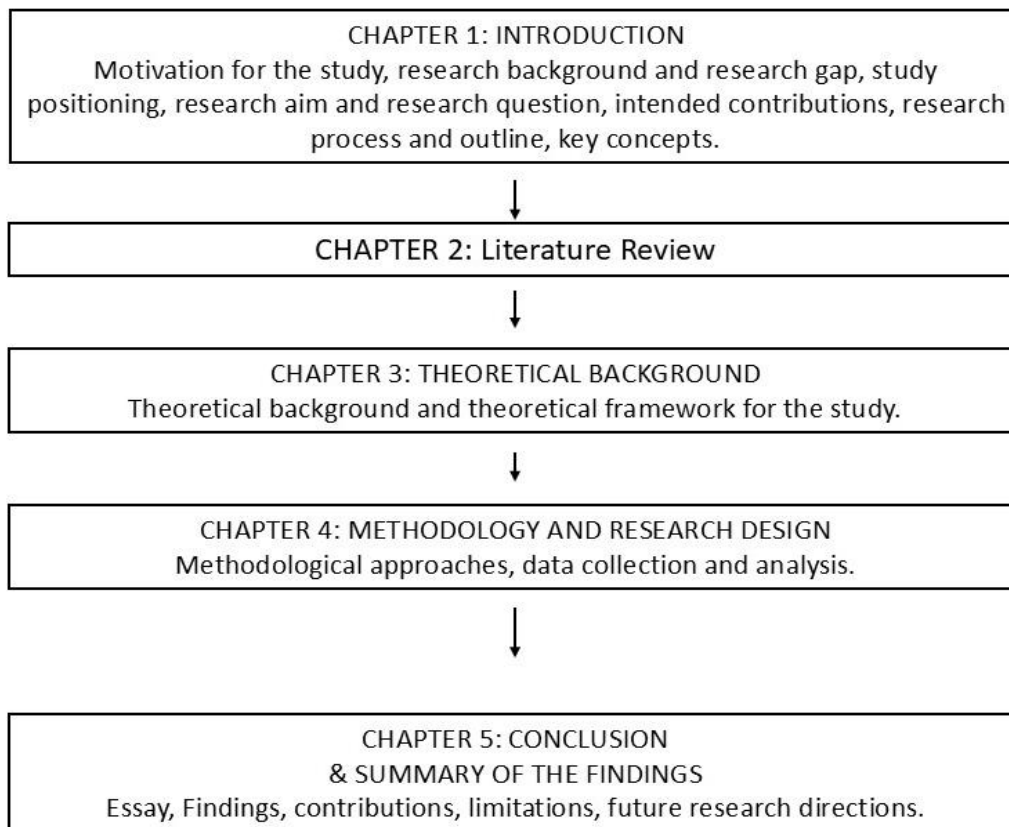 CHAPTER 1: INTRODUCTION
Motivation for the study, research background and research gap, study
positioning, research aim and research question, intended contributions, research
process and outline, key concepts.
CHAPTER 2: Literature Review
CHAPTER 3: THEORETICAL BACKGROUND
Theoretical background and theoretical framework for the study.
CHAPTER 4: METHODOLOGY AND RESEARCH DESIGN
Methodological approaches, data collection and analysis.
CHAPTER 5: CONCLUSION
& SUMMARY OF THE FINDINGS
Essay, Findings, contributions, limitations, future research directions.